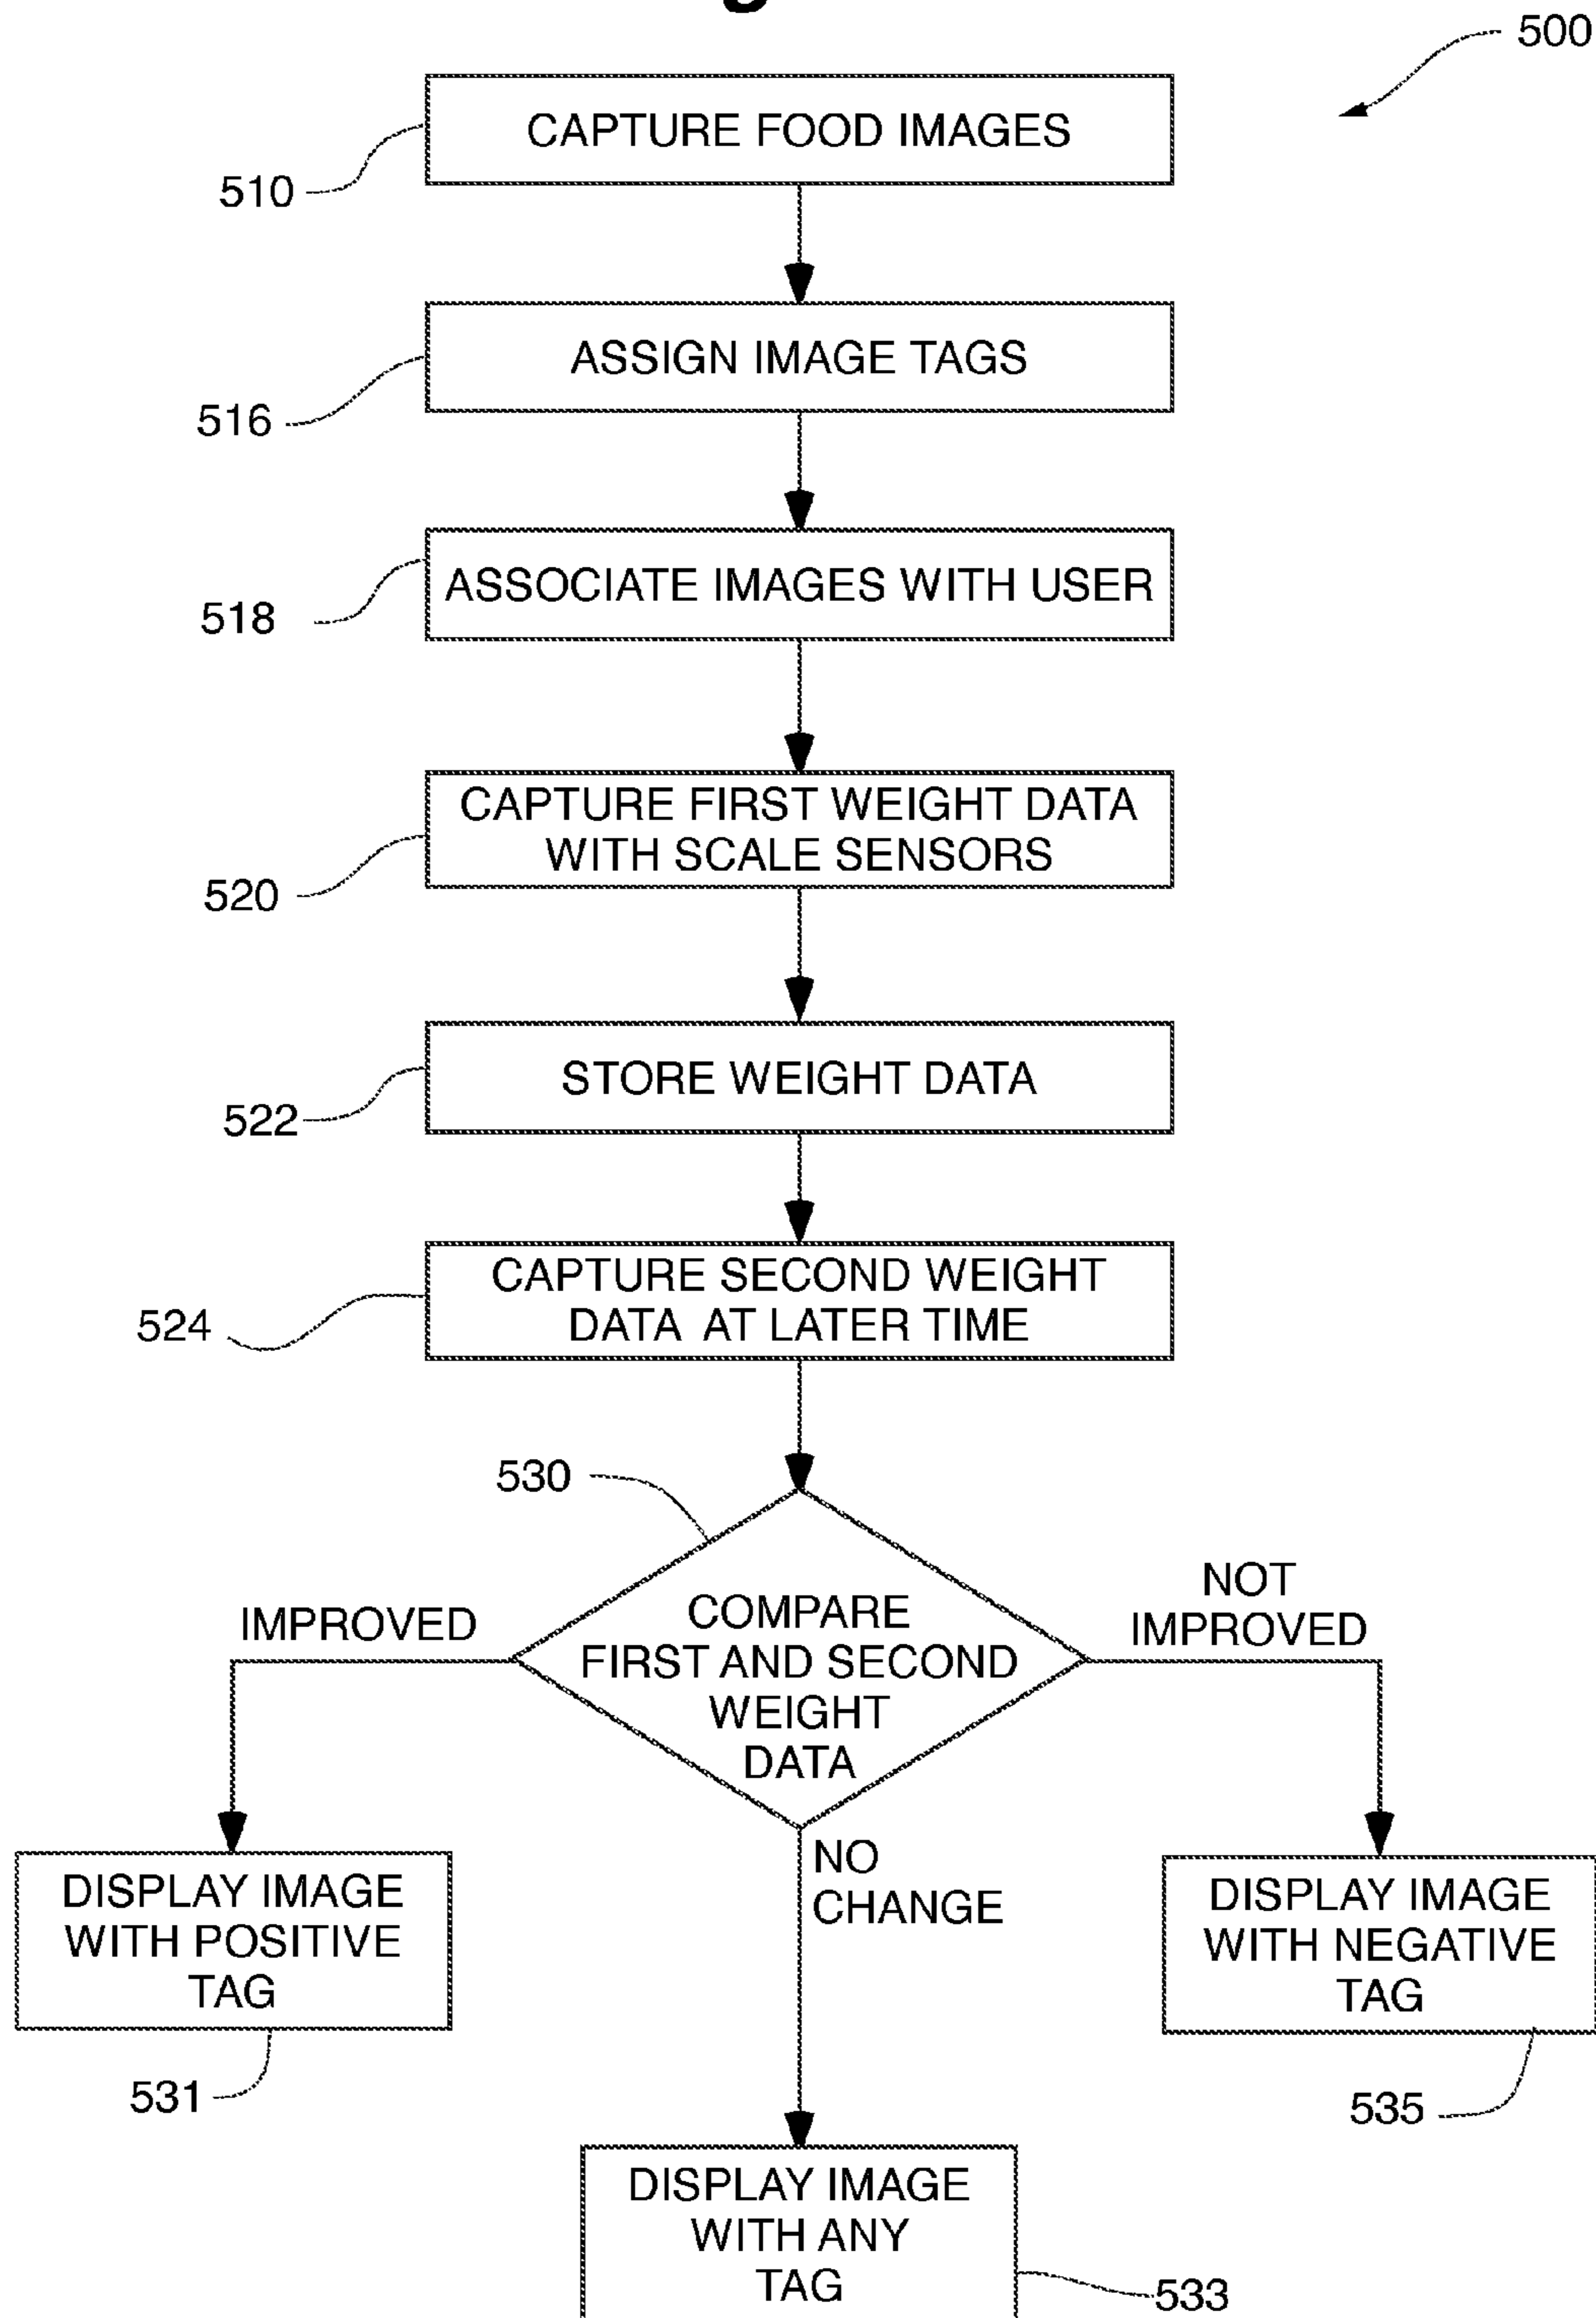 500
CAPTURE FOOD IMAGES
510
ASSIGN IMAGE TAGS
516
ASSOCIATE IMAGES WITH USER
518
CAPTURE FIRST WEIGHT DATA
WITH SCALE SENSORS
520
STORE WEIGHT DATA
522
CAPTURE SECOND WEIGHT
DATA AT LATER TIME
524
530
COMPARE
FIRST AND SECOND
WEIGHT
DATA
IMPROVED
NOT
IMPROVED
NO
CHANGE
DISPLAY IMAGE
WITH POSITIVE
TAG
531
DISPLAY IMAGE
WITH NEGATIVE
TAG
535
DISPLAY IMAGE
WITH ANY
TAG
533